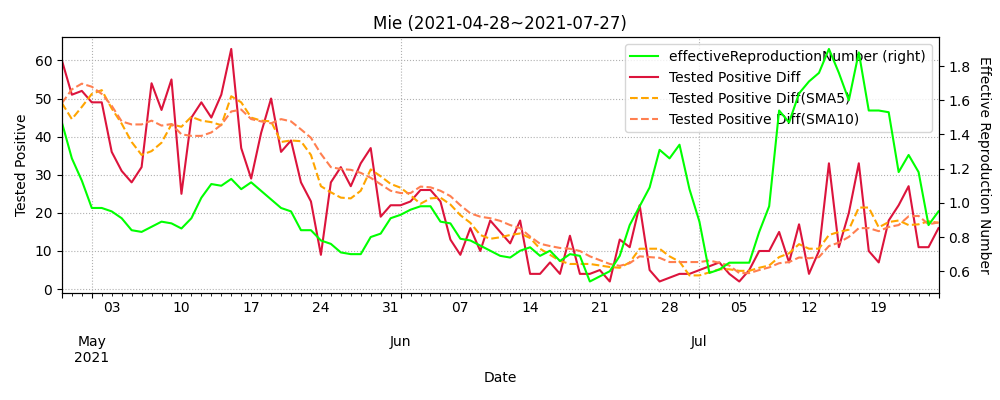 Mie (2021-04-28~2021-07-27)
effectiveReproductionNumber (right)
Tested Positive Diff
Tested Positive Diff(SMA5)
Tested Positive Diff(SMA10)
Tested Positive
60
50
40
30
20
10
0
Effective Reproduction Number
1.8
1.6
1.4
1.2
1.0
0.8
0.6
03 10 17 24 31 07 14 21 28 05 12 19
May Jun Jul
2021
Date